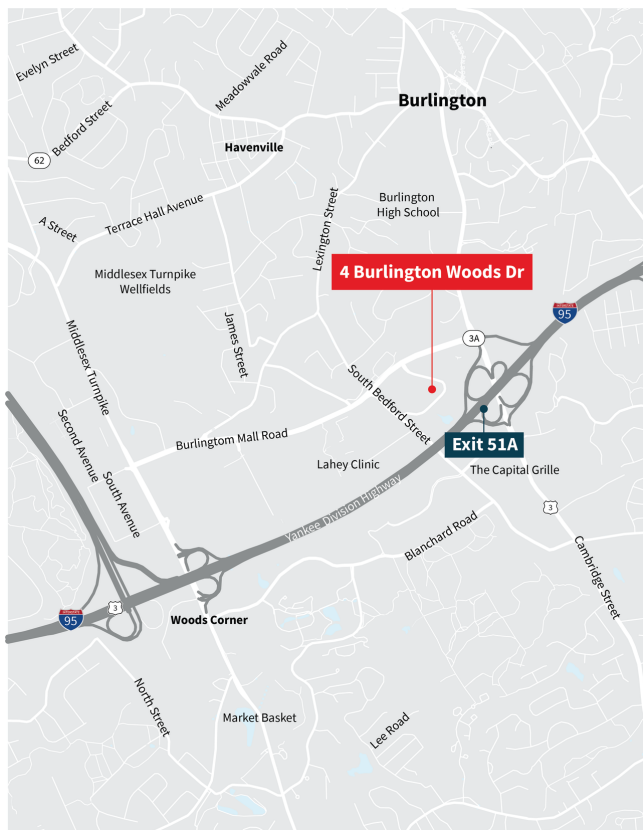 Evelyn Street
Meadowvale Road
Burlington
Bedford Street
62
Havenville
Burlington
High School
A Street
Terrace Hall Avenue
Lexington Street
4 Burlington Woods Dr
Middlesex Turnpike
Wellfields
INTERSTATE
95
James Street
Middlesex Turnpike
3A
South Bedford Street
Second Avenue
Burlingtom Mall Road
Exit 51A
South Avenue
Lahey Clinic
The Capital Grille
Yankee Division Highway
3
Blanchard Road
Cambridge Street
INTERSTATE
95
3
Woods Corner
North Street
Market Basket
Lee Road